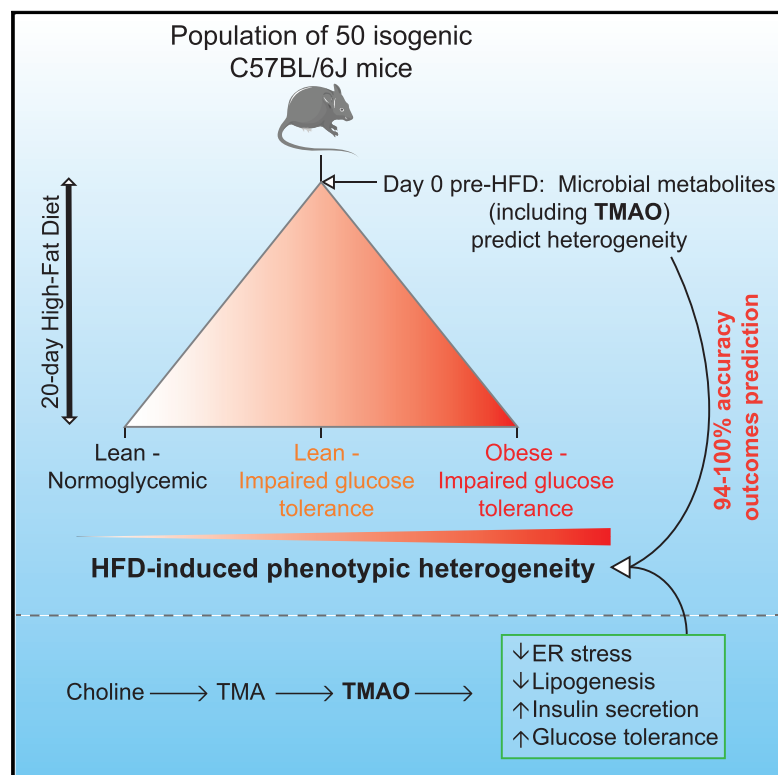 Population of 50 isogenic
C57BL/6J mice
Day 0 pre-HFD: Microbial metabolites
(including TMAO)
predict heterogeneity
20-day High-Fat Diet
94-100% accuracy
outcomes prediction
Lean -
Normoglycemic
Lean -
Impaired glucose
tolerance
Obese -
Impaired glucose
tolerance
HFD-induced phenotypic heterogeneity
Choline → TMA → TMAO →
↓ER stress
↓Lipogenesis
↑Insulin secretion
↑Glucose tolerance